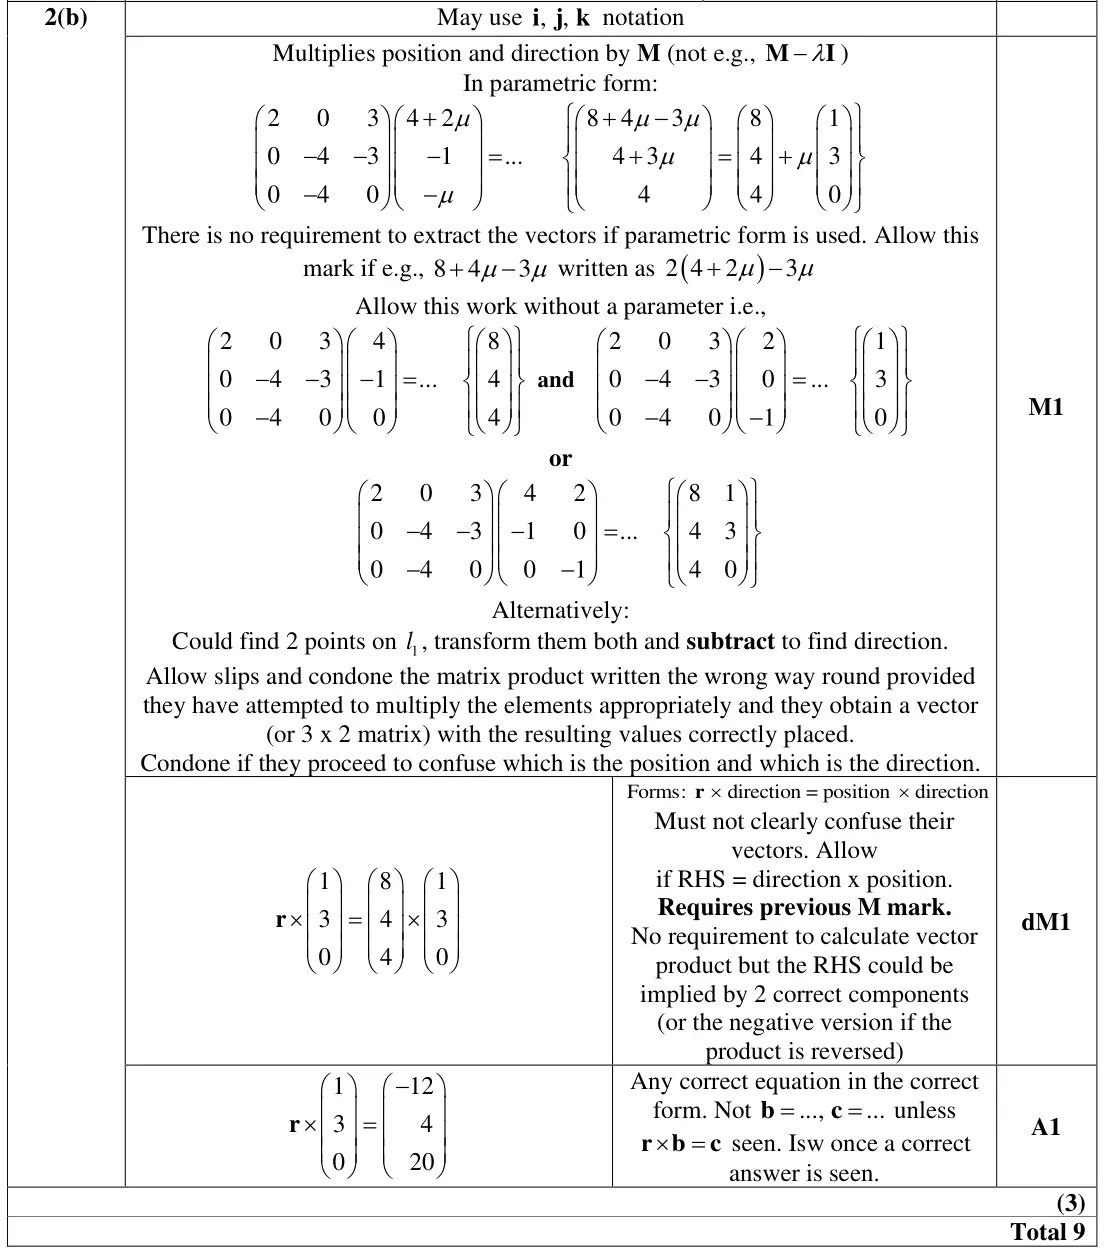 2(b)
May use i, j, k notation
Multiplies position and direction by M (not e.g., M − λI )
In parametric form:
(2 0 3; 0 −4 −3; 0 −4 0)(4+2μ; −1; −μ) = ... {(8+4μ−3μ; 4+3μ; 4) = (8; 4; 4) + μ(1; 3; 0)}
There is no requirement to extract the vectors if parametric form is used. Allow this
mark if e.g., 8+4μ−3μ written as 2(4+2μ)−3μ
Allow this work without a parameter i.e.,
(2 0 3; 0 −4 −3; 0 −4 0)(4; −1; 0) = ... {(8; 4; 4)} and (2 0 3; 0 −4 −3; 0 −4 0)(2; 0; −1) = ... {(1; 3; 0)}
M1
or
(2 0 3; 0 −4 −3; 0 −4 0)(4 2; −1 0; 0 −1) = ... {(8 1; 4 3; 4 0)}
Alternatively:
Could find 2 points on l₁, transform them both and subtract to find direction.
Allow slips and condone the matrix product written the wrong way round provided
they have attempted to multiply the elements appropriately and they obtain a vector
(or 3 x 2 matrix) with the resulting values correctly placed.
Condone if they proceed to confuse which is the position and which is the direction.
r × (1; 3; 0) = (8; 4; 4) × (1; 3; 0)
Forms: r × direction = position × direction
Must not clearly confuse their
vectors. Allow
if RHS = direction x position.
Requires previous M mark.
No requirement to calculate vector
product but the RHS could be
implied by 2 correct components
(or the negative version if the
product is reversed)
dM1
r × (1; 3; 0) = (−12; 4; 20)
Any correct equation in the correct
form. Not b = ..., c = ... unless
r × b = c seen. Isw once a correct
answer is seen.
A1
(3)
Total 9